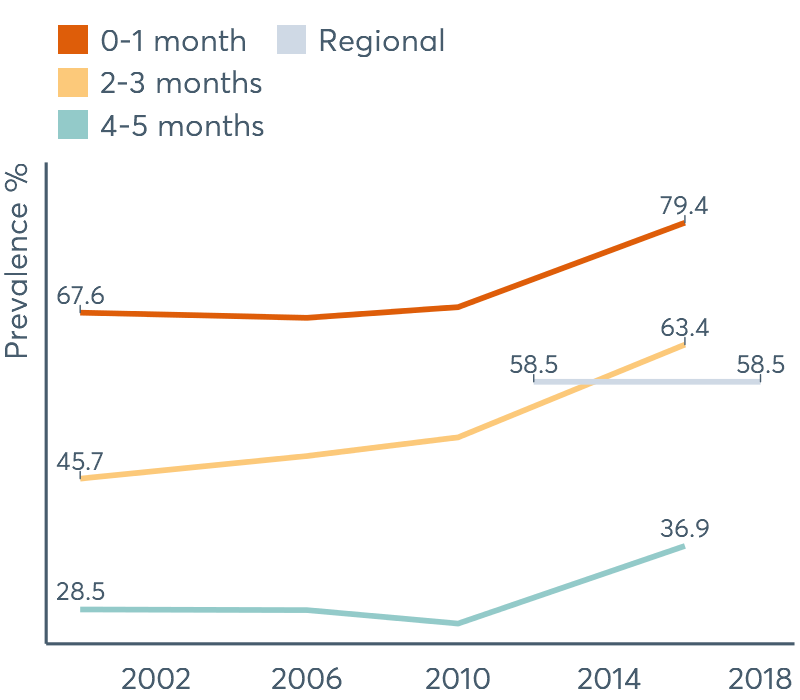 0-1 month Regional
2-3 months
4-5 months
Prevalence %
79.4
67.6
63.4
58.5 58.5
45.7
36.9
28.5
2002 2006 2010 2014 2018